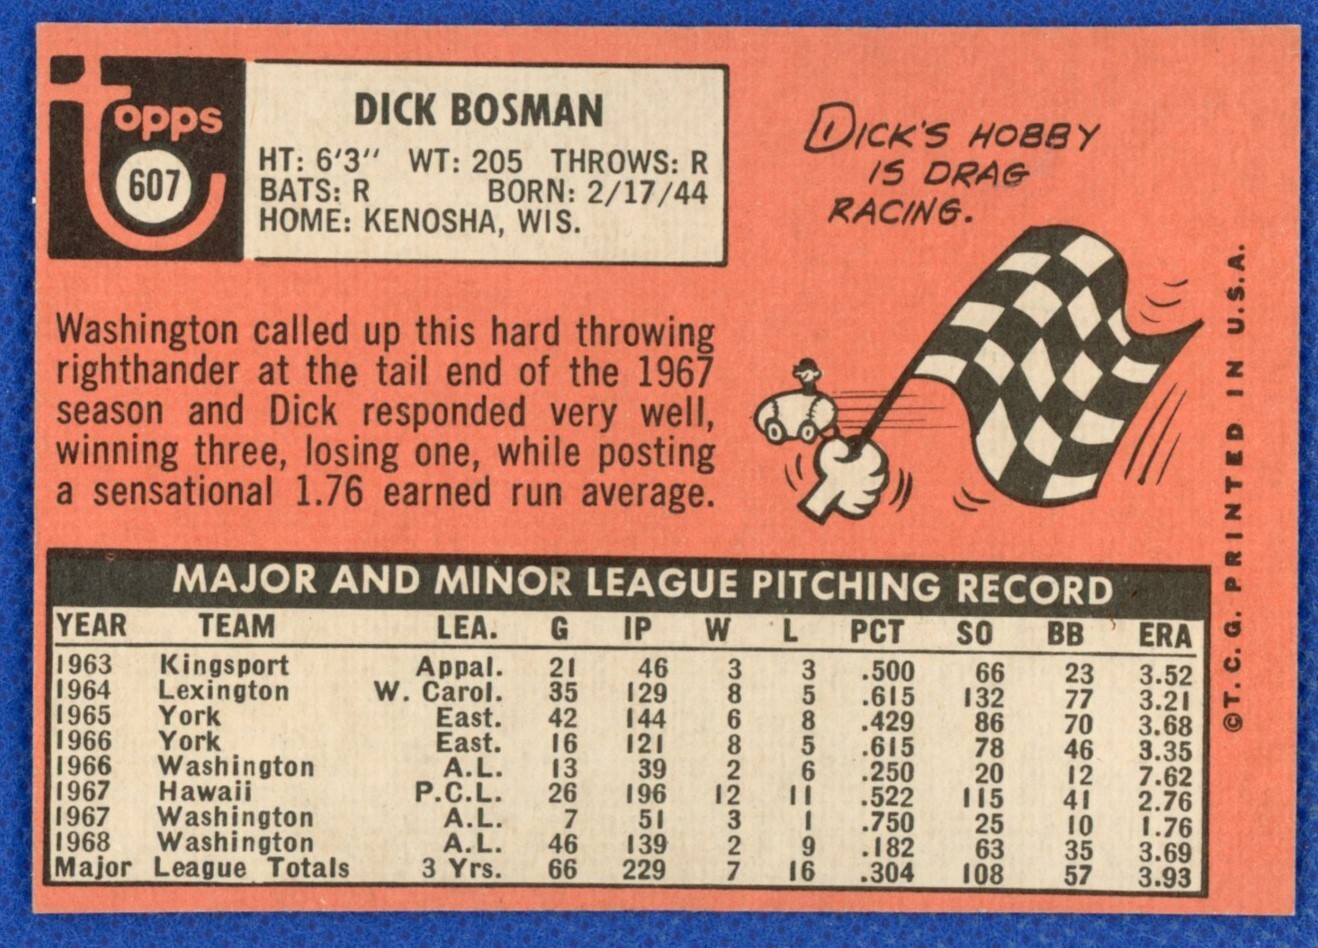 topps
607
DICK BOSMAN
HT: 6'3" WT: 205 THROWS: R
BATS: R BORN: 2/17/44
HOME: KENOSHA, WIS.
DICK'S HOBBY
IS DRAG
RACING.
Washington called up this hard throwing
righthander at the tail end of the 1967
season and Dick responded very well,
winning three, losing one, while posting
a sensational 1.76 earned run average.
MAJOR AND MINOR LEAGUE PITCHING RECORD
YEAR TEAM LEA. G IP W L PCT SO BB ERA
1963 Kingsport Appal. 21 46 3 3 .500 66 23 3.52
1964 Lexington W. Carol. 35 129 8 5 .615 132 77 3.21
1965 York East. 42 144 6 8 .429 86 70 3.68
1966 York East. 16 121 8 5 .615 78 46 3.35
1966 Washington A.L. 13 39 2 6 .250 20 12 7.62
1967 Hawaii P.C.L. 26 196 12 11 .522 115 41 2.76
1967 Washington A.L. 7 51 3 1 .750 25 10 1.76
1968 Washington A.L. 46 139 2 9 .182 63 35 3.69
Major League Totals 3 Yrs. 66 229 7 16 .304 108 57 3.93
©T. C. G. PRINTED IN U.S.A.